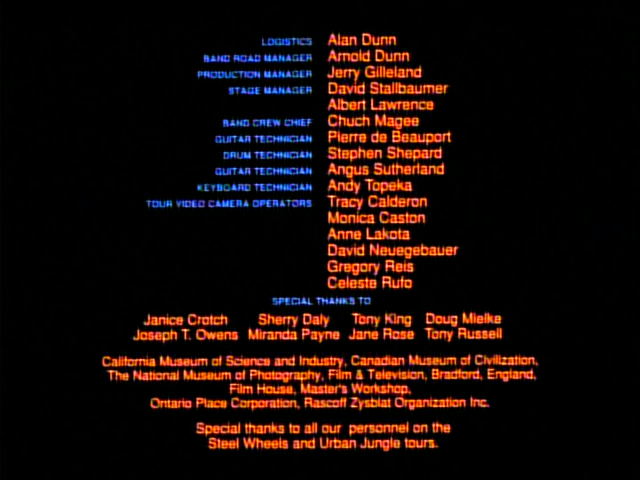 LOGISTICS Alan Dunn
BAND ROAD MANAGER Arnold Dunn
PRODUCTION MANAGER Jerry Gilleland
STAGE MANAGER David Stallbaumer
Albert Lawrence
BAND CREW CHIEF Chuch Magee
GUITAR TECHNICIAN Pierre de Beauport
DRUM TECHNICIAN Stephen Shepard
GUITAR TECHNICIAN Angus Sutherland
KEYBOARD TECHNICIAN Andy Topeka
TOUR VIDEO CAMERA OPERATORS Tracy Calderon
Monica Caston
Anne Lakota
David Neuegebauer
Gregory Reis
Celeste Rufo
SPECIAL THANKS TO
Janice Crotch Sherry Daly Tony King Doug Mielke
Joseph T. Owens Miranda Payne Jane Rose Tony Russell
California Museum of Science and Industry, Canadian Museum of Civilization,
The National Museum of Photography, Film & Television, Bradford, England,
Film House, Master's Workshop,
Ontario Place Corporation, Rascoff Zysblat Organization Inc.
Special thanks to all our personnel on the
Steel Wheels and Urban Jungle tours.